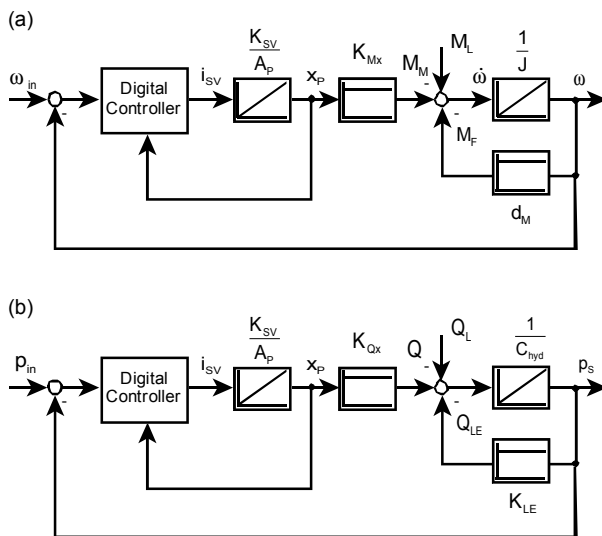 (a)
K_SV
A_P
K_Mx
M_L
1
J
ω_in
Digital
Controller
i_SV
x_P
M_M
ω̇
ω
-
-
-
-
M_F
d_M
(b)
K_SV
A_P
K_Qx
Q_L
1
C_hyd
p_in
Digital
Controller
i_SV
x_P
Q
p_S
-
-
-
Q_LE
K_LE